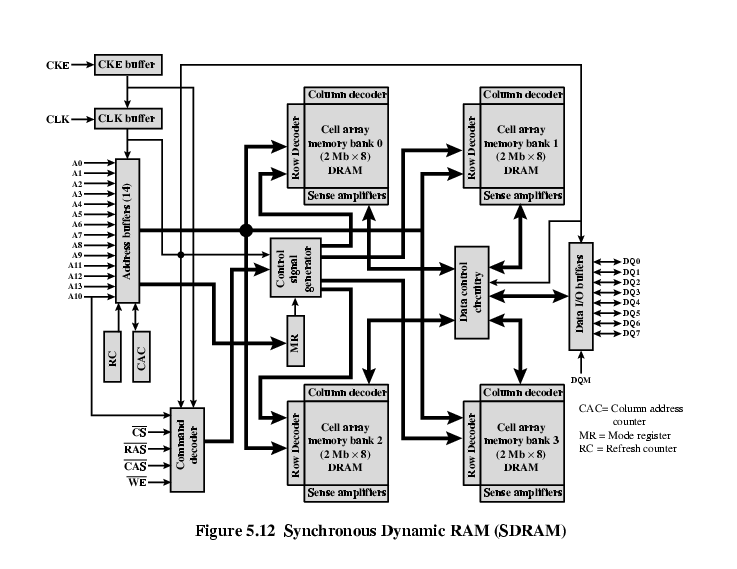 CKE
CKE buffer
CLK
CLK buffer
A0
A1
A2
A3
A4
A5
A6
A7
A8
A9
A11
A12
A13
A10
Address buffers (14)
RC
CAC
CS
RAS
CAS
WE
Command
decoder
Control
signal
generator
MR
Column decoder
Row Decoder
Cell array
memory bank 0
(2 Mb × 8)
DRAM
Sense amplifiers
Column decoder
Row Decoder
Cell array
memory bank 1
(2 Mb × 8)
DRAM
Sense amplifiers
Data control
circuitry
Data I/O buffers
DQ0
DQ1
DQ2
DQ3
DQ4
DQ5
DQ6
DQ7
DQM
Column decoder
Row Decoder
Cell array
memory bank 2
(2 Mb × 8)
DRAM
Sense amplifiers
Column decoder
Row Decoder
Cell array
memory bank 3
(2 Mb × 8)
DRAM
Sense amplifiers
CAC= Column address
counter
MR = Mode register
RC = Refresh counter
Figure 5.12 Synchronous Dynamic RAM (SDRAM)